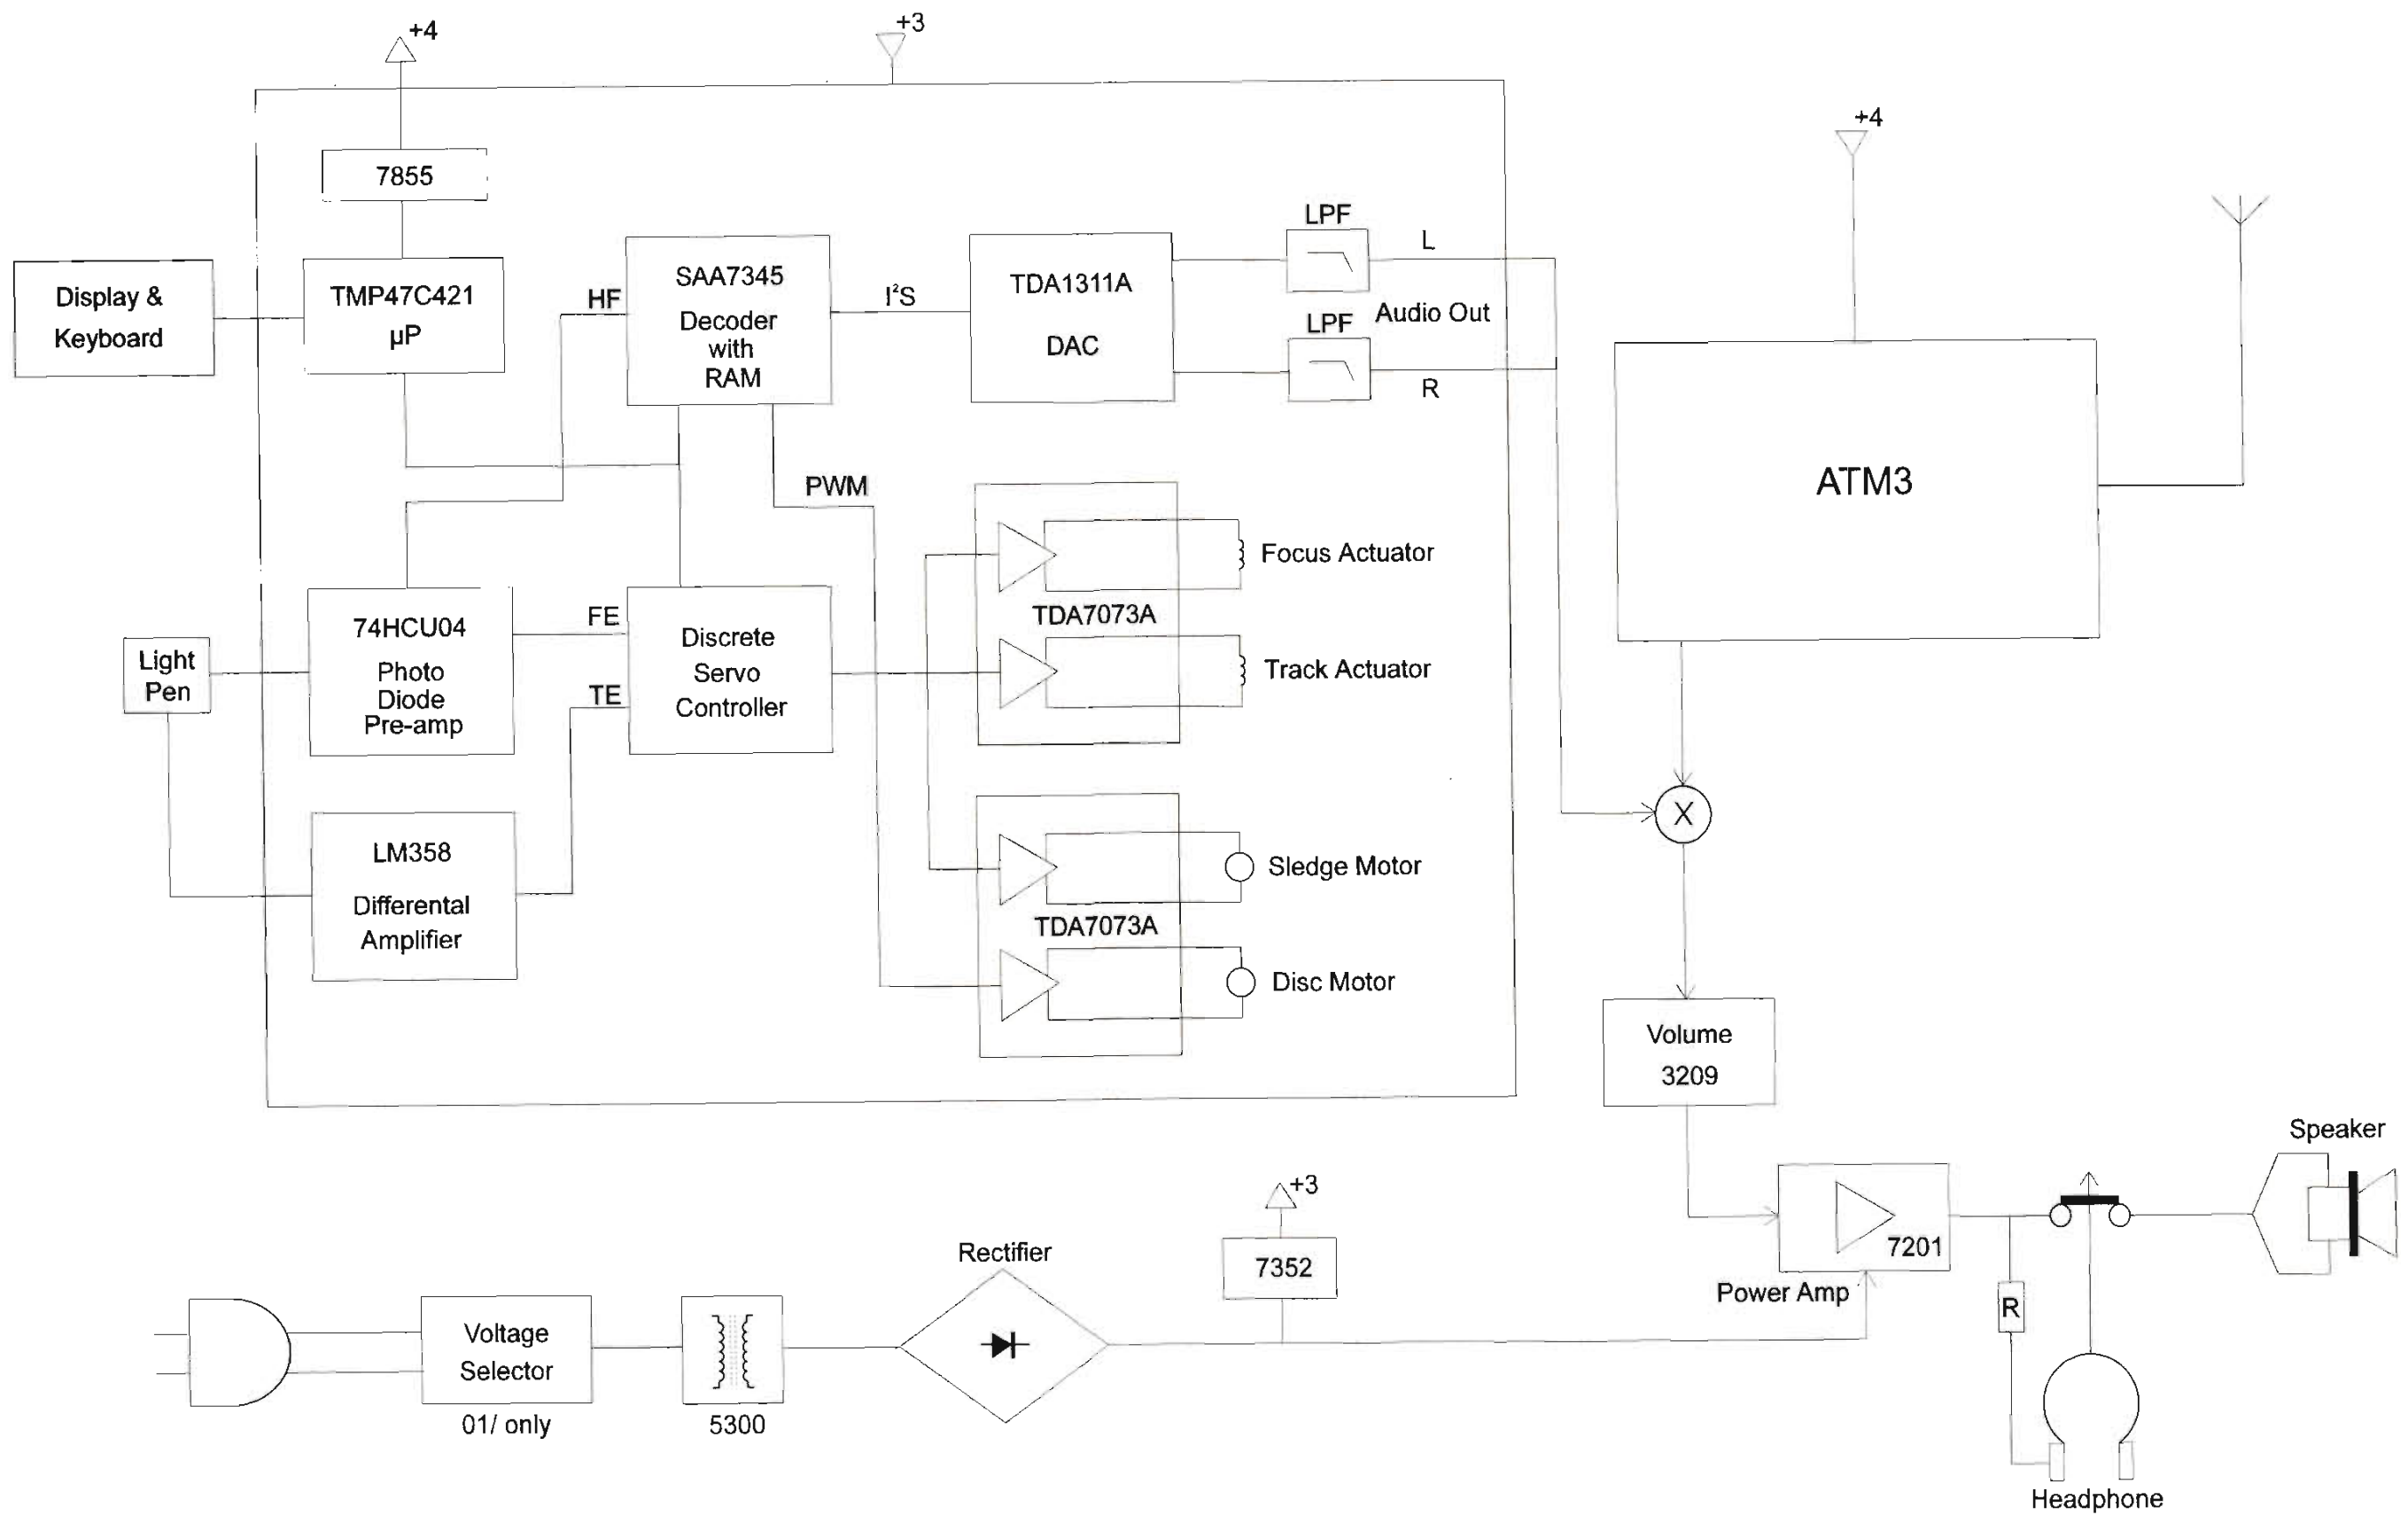 +4
+3
+4
7855
LPF
L
Display &
Keyboard
TMP47C421
µP
HF
SAA7345
Decoder
with
RAM
I²S
TDA1311A
DAC
Audio Out
LPF
R
ATM3
PWM
Focus Actuator
TDA7073A
Track Actuator
Light
Pen
74HCU04
Photo
Diode
Pre-amp
FE
TE
Discrete
Servo
Controller
X
LM358
Differental
Amplifier
Sledge Motor
TDA7073A
Disc Motor
Volume
3209
Speaker
+3
7352
Rectifier
7201
Power Amp
R
Voltage
Selector
01/ only
5300
Headphone